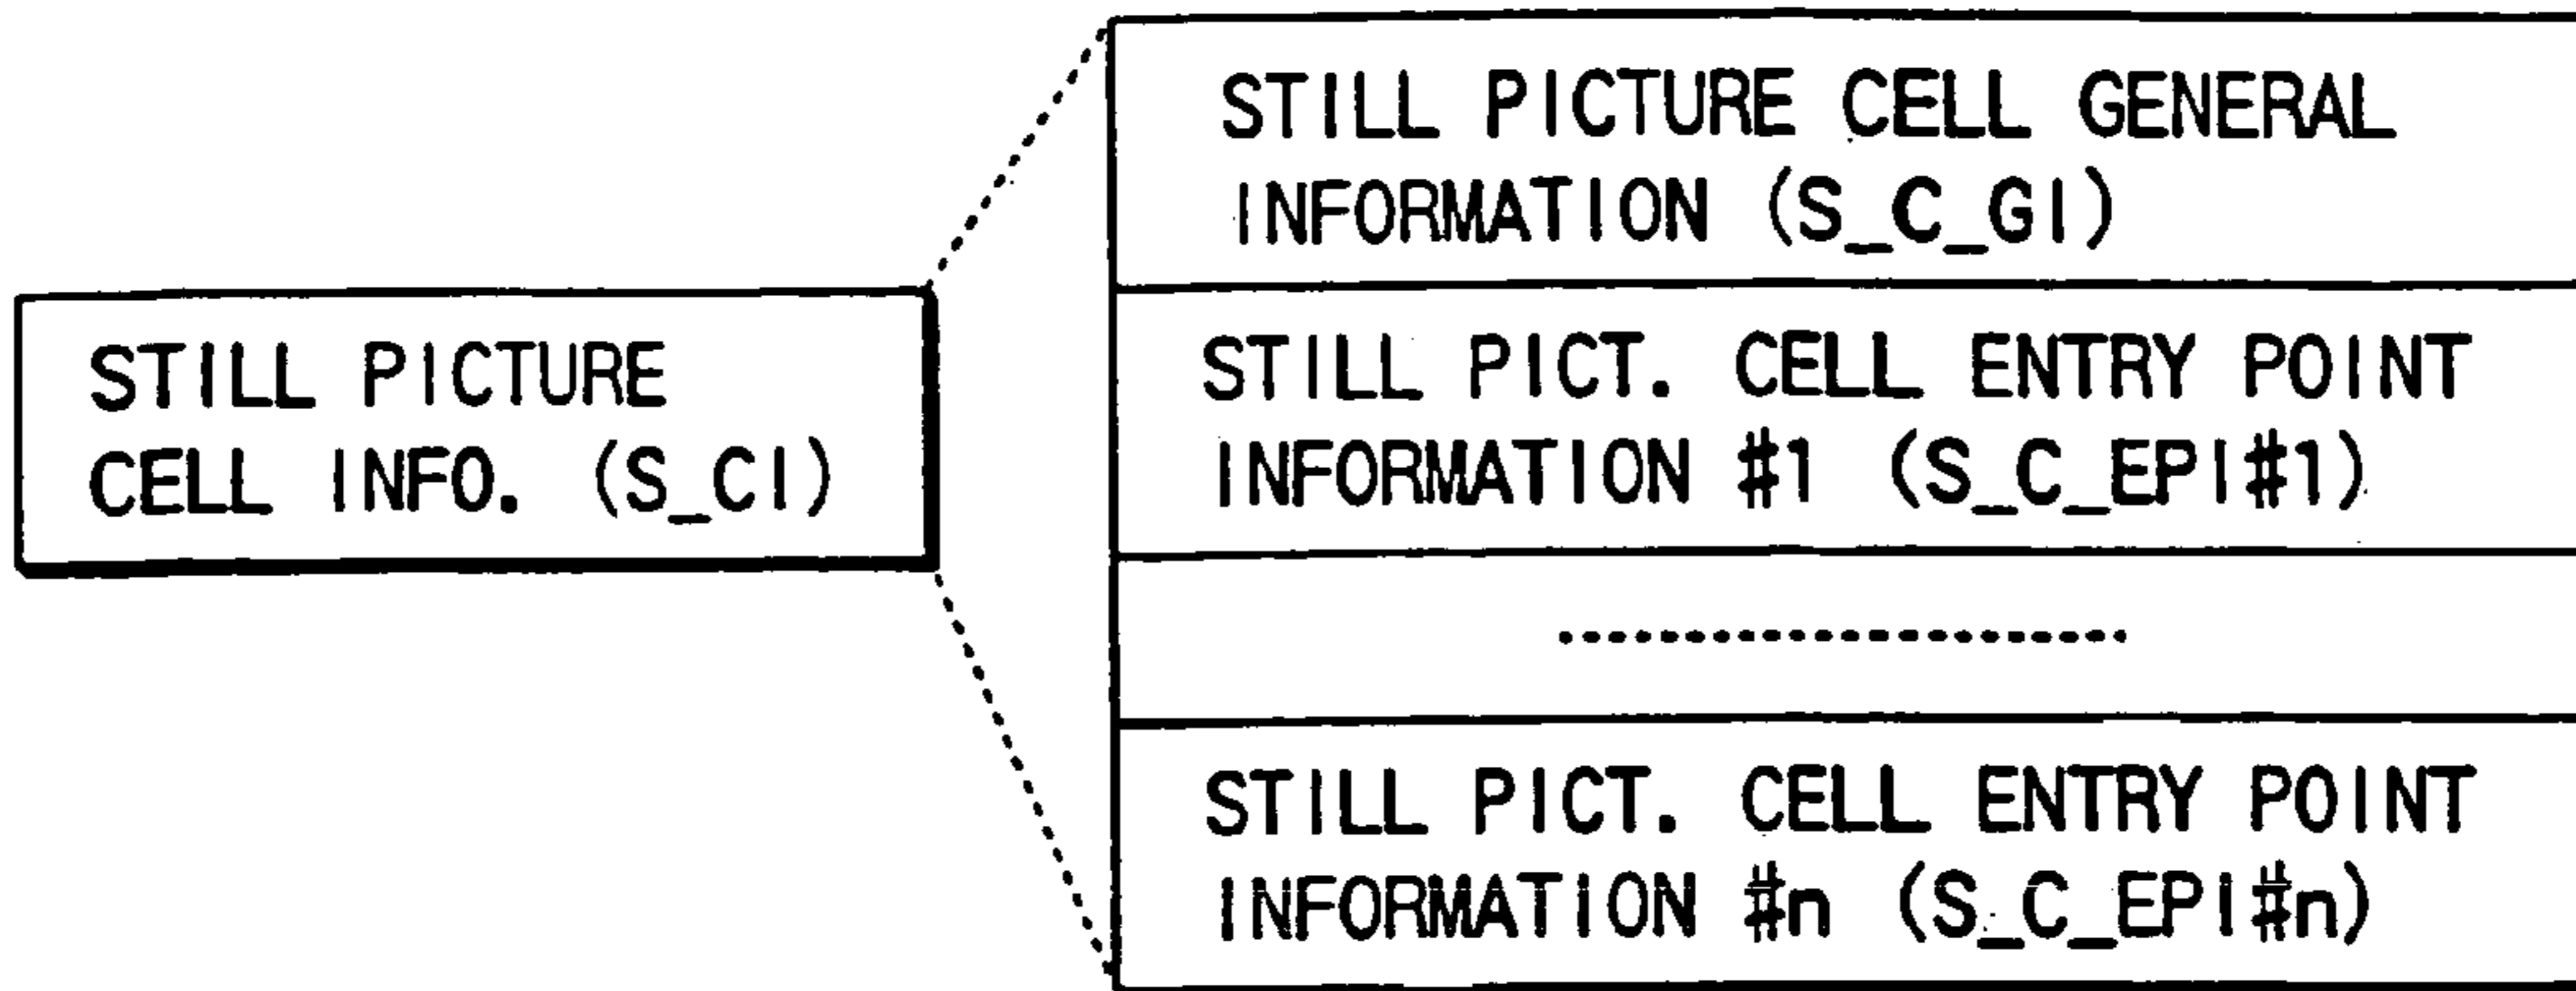 STILL PICTURE
CELL INFO. (S_CI)
STILL PICTURE CELL GENERAL
INFORMATION (S_C_GI)
STILL PICT. CELL ENTRY POINT
INFORMATION #1 (S_C_EPI#1)
STILL PICT. CELL ENTRY POINT
INFORMATION #n (S_C_EPI#n)